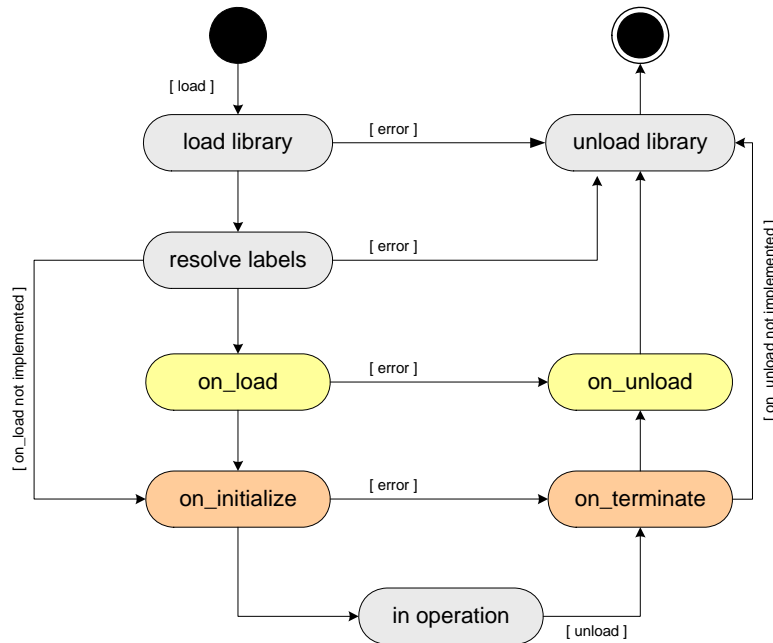 [ load ]
load library
[ error ]
unload library
resolve labels
[ error ]
[ on_load not implemented ]
[ on_unload not implemented ]
on_load
[ error ]
on_unload
on_initialize
[ error ]
on_terminate
in operation
[ unload ]